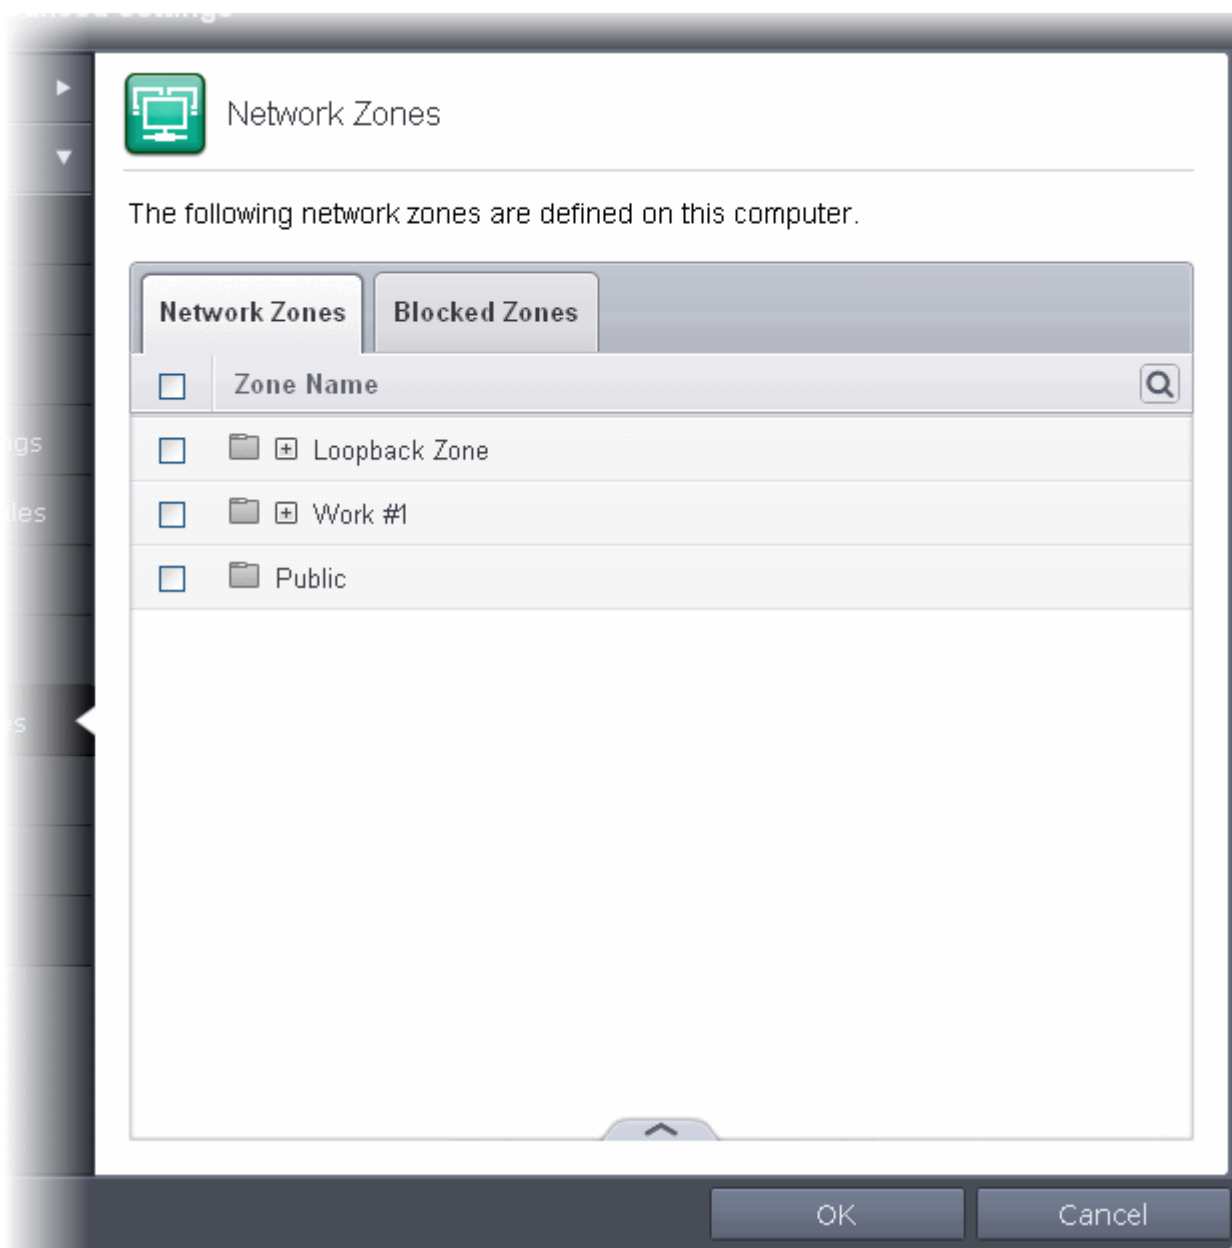 Network Zones
The following network zones are defined on this computer.
Network Zones
Blocked Zones
Zone Name
Loopback Zone
Work #1
Public
OK
Cancel